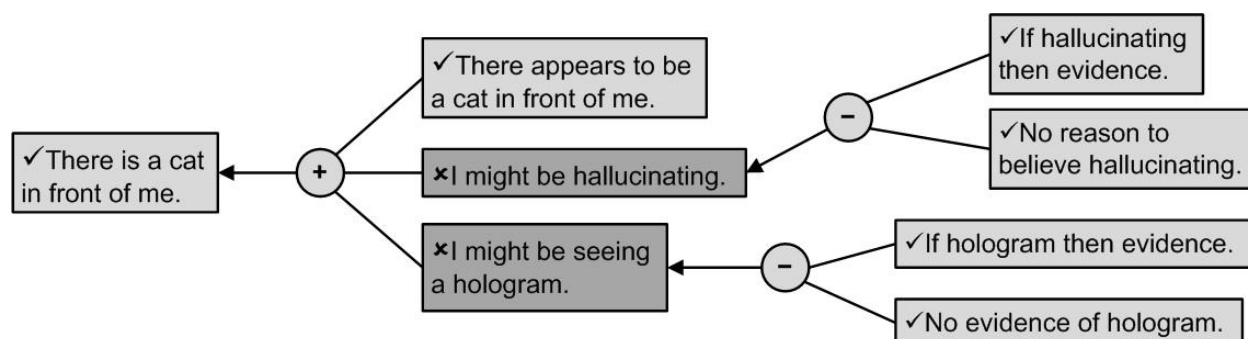 ✓There is a cat
in front of me.
+
✓There appears to be
a cat in front of me.
✘I might be hallucinating.
✘I might be seeing
a hologram.
−
✓If hallucinating
then evidence.
✓No reason to
believe hallucinating.
−
✓If hologram then evidence.
✓No evidence of hologram.